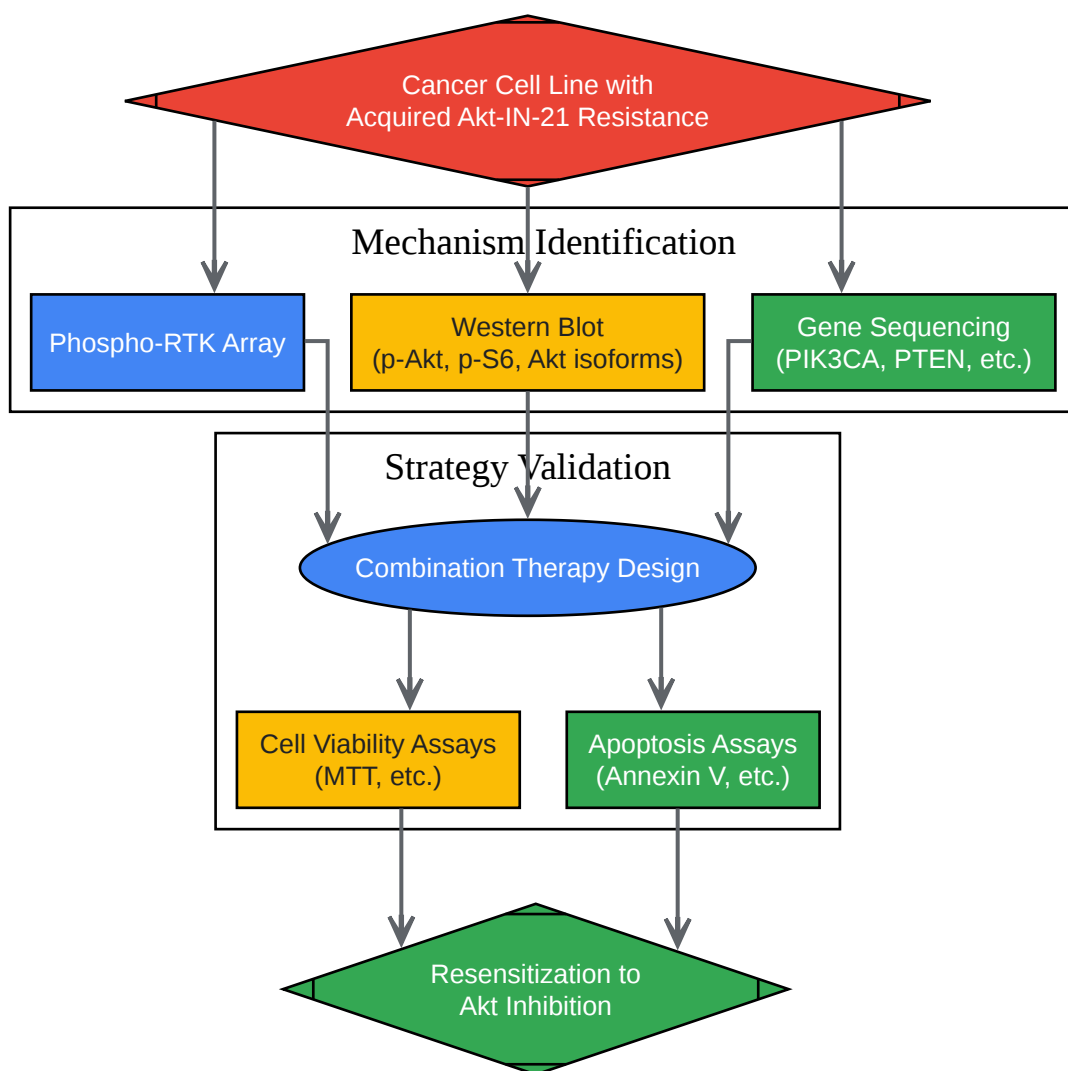 Cancer Cell Line with
Acquired Akt-IN-21 Resistance
Mechanism Identification
Phospho-RTK Array
Western Blot
(p-Akt, p-S6, Akt isoforms)
Gene Sequencing
(PIK3CA, PTEN, etc.)
Strategy Validation
Combination Therapy Design
Cell Viability Assays
(MTT, etc.)
Apoptosis Assays
(Annexin V, etc.)
Resensitization to
Akt Inhibition